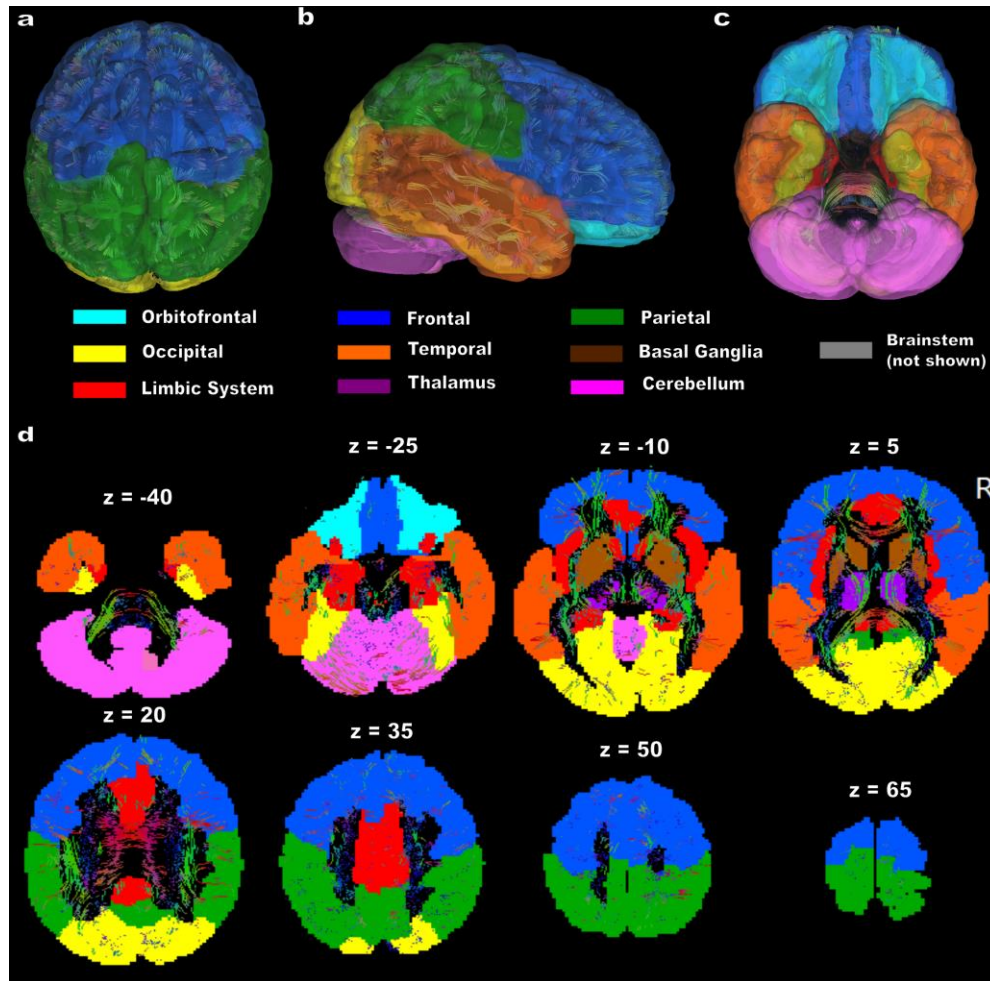 a
b
c
Orbitofrontal
Frontal
Parietal
Brainstem
(not shown)
Occipital
Temporal
Basal Ganglia
Limbic System
Thalamus
Cerebellum
d
z = -40
z = -25
z = -10
z = 5
R
z = 20
z = 35
z = 50
z = 65